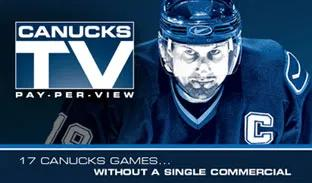 CANUCKS
TV
PAY-PER-VIEW
C
17 CANUCKS GAMES...
WITHOUT A SINGLE COMMERCIAL